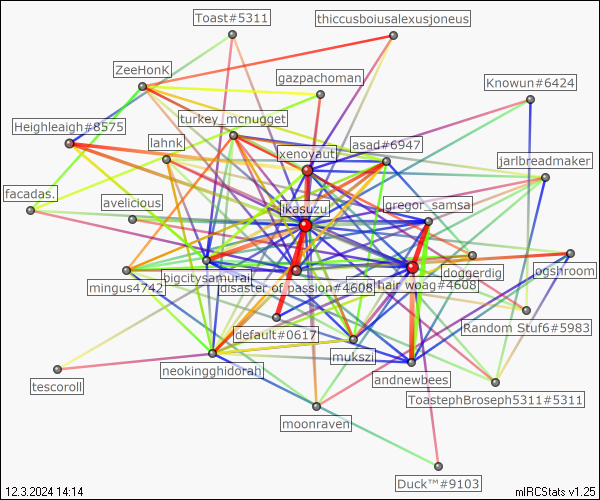 Toast#5311
thiccusboiusalexusjoneus
ZeeHonK
gazpachoman
Knowun#6424
turkey_mcnugget
Heighleaigh#8575
lahnk
xenoyaut
asad#6947
jarlbreadmaker
facadas.
avelicious
ikasuzu
gregor_samsa
mingus4742
bigcitysamurai
disaster of passion#4608
hair woag#4608
doggerdig
ogshroom
default#0617
Random Stuf6#5983
neokingghidorah
mukszi
andnewbees
tescoroll
ToastephBroseph5311#5311
moonraven
Duck™#9103
12.3.2024 14:14
mIRCStats v1.25